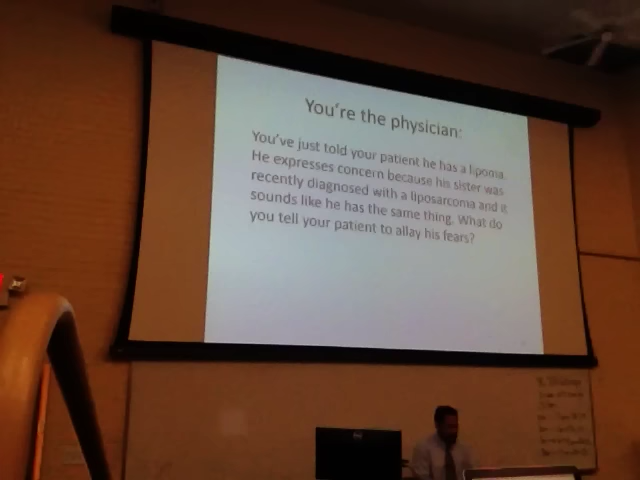 You're the physician:
You've just told your patient he has a lipoma.
He expresses concern because his sister was
recently diagnosed with a liposarcoma and it
sounds like he has the same thing. What do
you tell your patient to allay his fears?